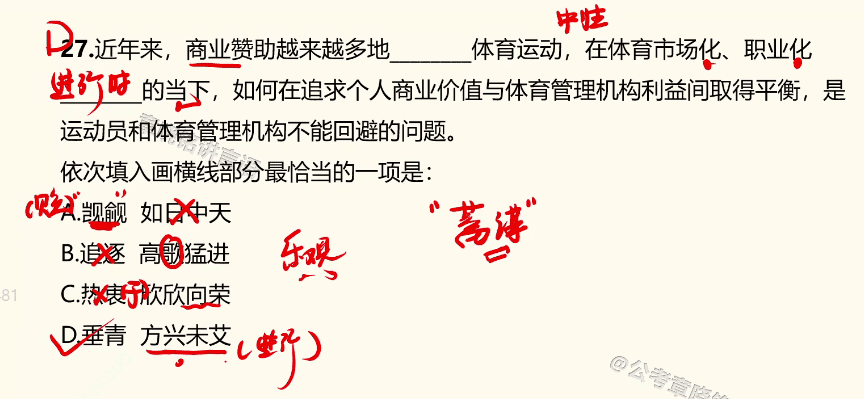 中性
D
27.近年来，商业赞助越来越多地________体育运动，在体育市场化、职业化
进行时
________的当下，如何在追求个人商业价值与体育管理机构利益间取得平衡，是
运动员和体育管理机构不能回避的问题。
依次填入画横线部分最恰当的一项是：
(贬义)
A.觊觎 如日中天
B.追逐 高歌猛进
乐观
"蓄谋"
481
C.热衷 于 欣欣向荣
D.垂青 方兴未艾
(进行)